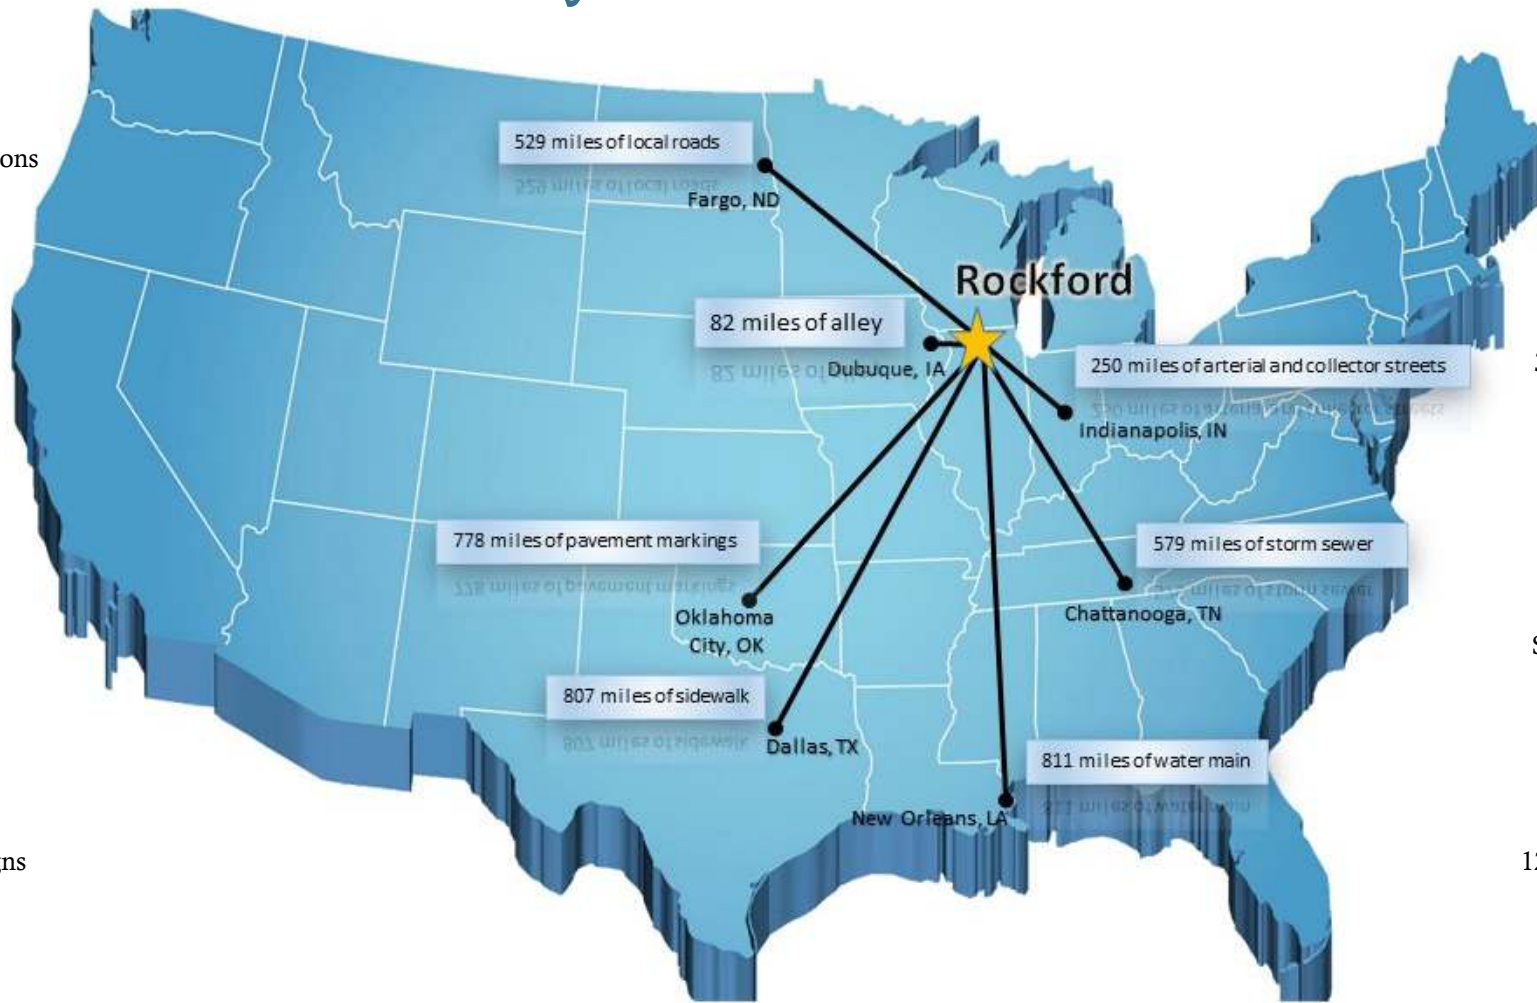 ons
529 miles of local roads
Fargo, ND
Rockford
82 miles of alley
Dubuque, IA
250 miles of arterial and collector streets
Indianapolis, IN
778 miles of pavement markings
579 miles of storm sewer
Oklahoma
City, OK
Chattanooga, TN
807 miles of sidewalk
Dallas, TX
811 miles of water main
New Orleans, LA
gns
12